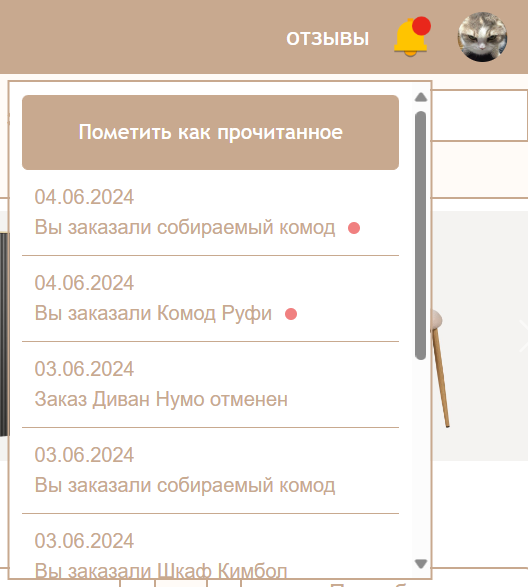 ОТЗЫВЫ
Пометить как прочитанное
04.06.2024
Вы заказали собираемый комод
04.06.2024
Вы заказали Комод Руфи
03.06.2024
Заказ Диван Нумо отменен
03.06.2024
Вы заказали собираемый комод
03.06.2024
Вы заказали Шкаф Кимбол